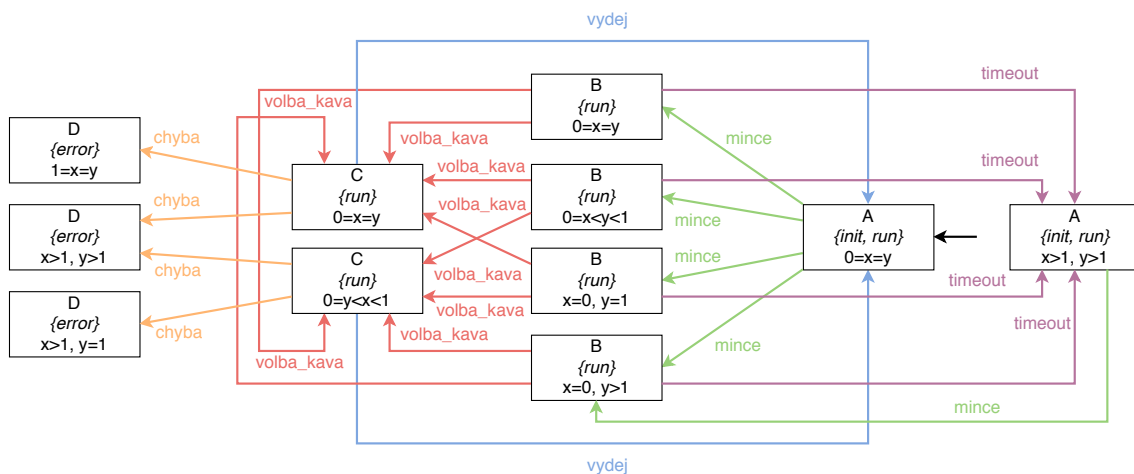 vydej
timeout
volba_kava
B
{run}
0=x=y
D
{error}
1=x=y
chyba
volba_kava
mince
C
{run}
0=x=y
volba_kava
B
{run}
0=x<y<1
timeout
chyba
volba_kava
mince
D
{error}
x>1, y>1
A
{init, run}
0=x=y
A
{init, run}
x>1, y>1
chyba
C
{run}
0=y<x<1
volba_kava
B
{run}
x=0, y=1
mince
timeout
D
{error}
x>1, y=1
chyba
volba_kava
volba_kava
timeout
volba_kava
B
{run}
x=0, y>1
mince
mince
vydej